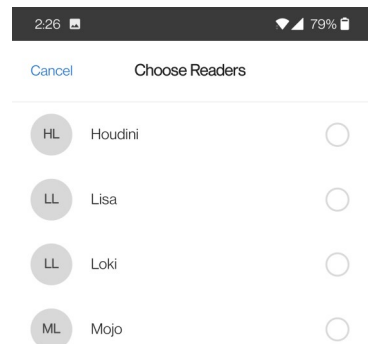 2:26 79%
Cancel Choose Readers
HL Houdini
LL Lisa
LL Loki
ML Mojo